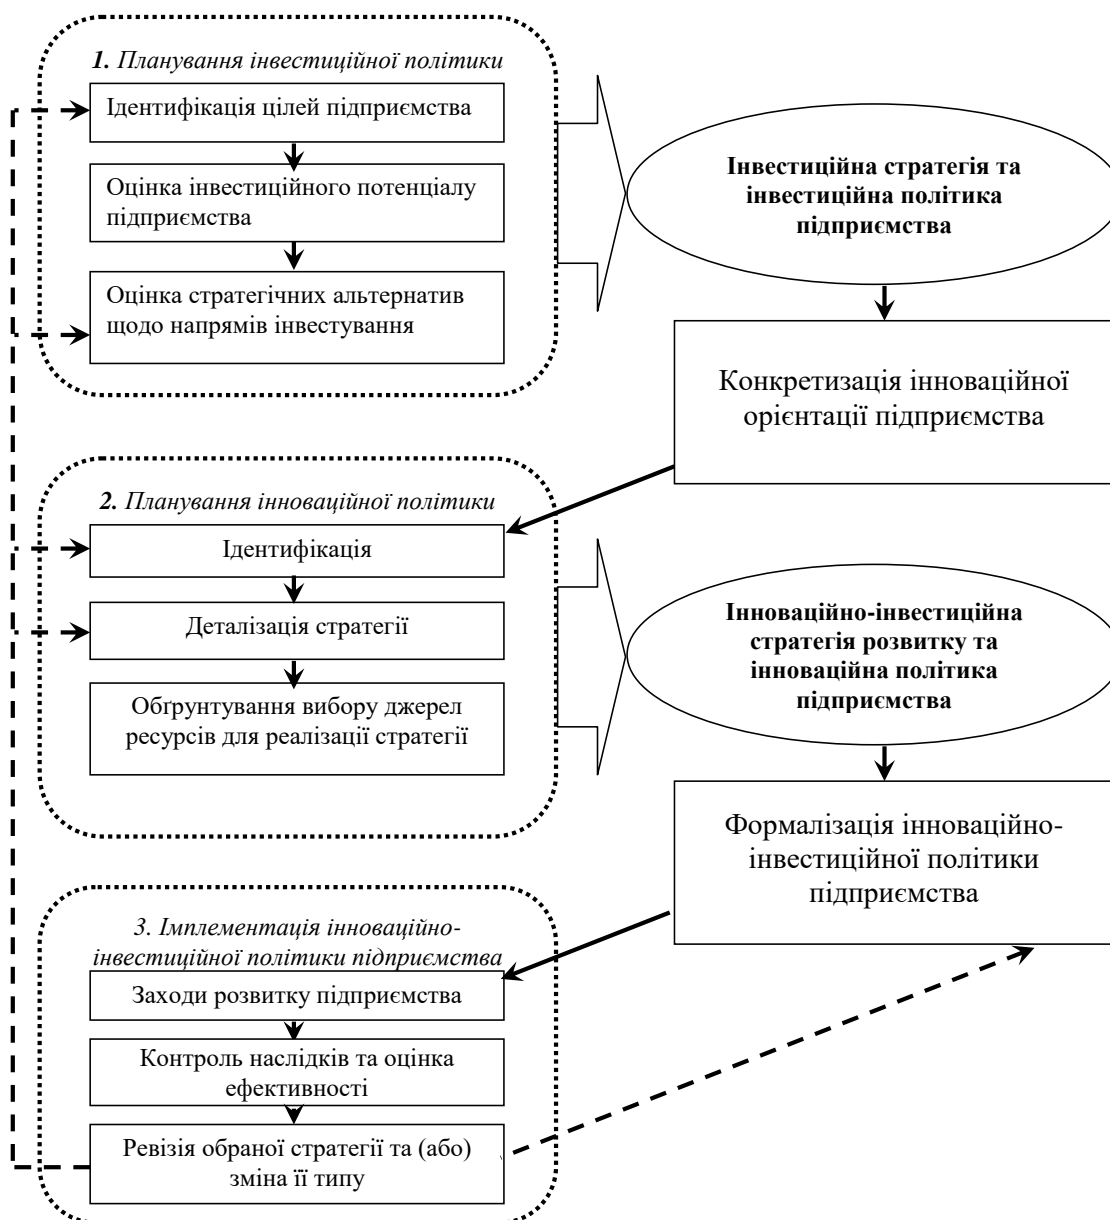 1. Планування інвестиційної політики
Ідентифікація цілей підприємства
Оцінка інвестиційного потенціалу
підприємства
Оцінка стратегічних альтернатив
щодо напрямів інвестування
Інвестиційна стратегія та
інвестиційна політика
підприємства
Конкретизація інноваційної
орієнтації підприємства
2. Планування інноваційної політики
Ідентифікація
Деталізація стратегії
Обґрунтування вибору джерел
ресурсів для реалізації стратегії
Інноваційно-інвестиційна
стратегія розвитку та
інноваційна політика
підприємства
Формалізація інноваційно-
інвестиційної політики
підприємства
3. Імплементація інноваційно-
інвестиційної політики підприємства
Заходи розвитку підприємства
Контроль наслідків та оцінка
ефективності
Ревізія обраної стратегії та (або)
зміна її типу